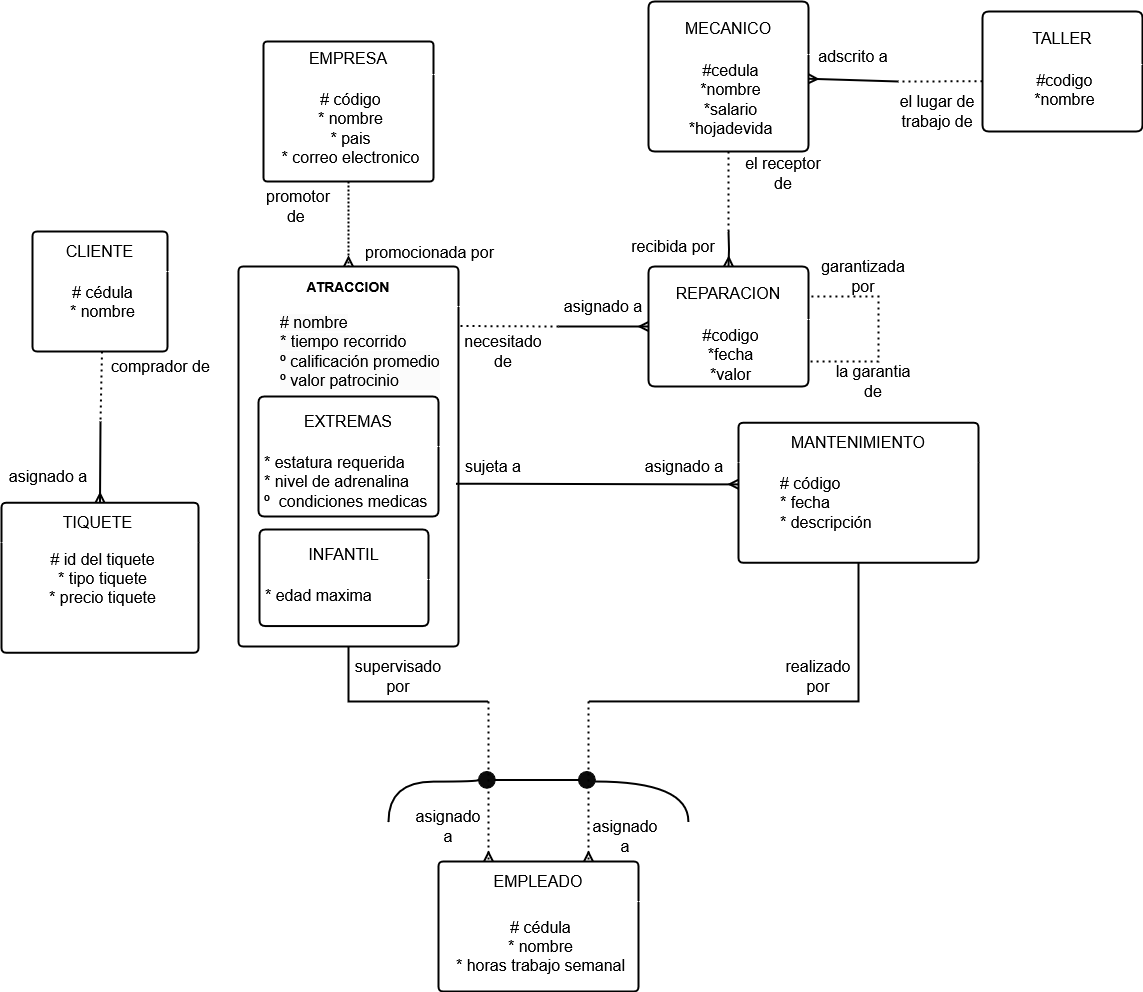 MECANICO
#cedula
*nombre
*salario
*hojadevida
adscrito a
el lugar de
trabajo de
TALLER
#codigo
*nombre
EMPRESA
# código
* nombre
* pais
* correo electronico
promotor
de
promocionada por
el receptor
de
recibida por
CLIENTE
# cédula
* nombre
comprador de
asignado a
TIQUETE
# id del tiquete
* tipo tiquete
* precio tiquete
ATRACCION
# nombre
* tiempo recorrido
º calificación promedio
º valor patrocinio
EXTREMAS
* estatura requerida
* nivel de adrenalina
º condiciones medicas
INFANTIL
* edad maxima
asignado a
necesitado
de
REPARACION
#codigo
*fecha
*valor
garantizada
por
la garantia
de
sujeta a
asignado a
MANTENIMIENTO
# código
* fecha
* descripción
supervisado
por
realizado
por
asignado
a
asignado
a
EMPLEADO
# cédula
* nombre
* horas trabajo semanal